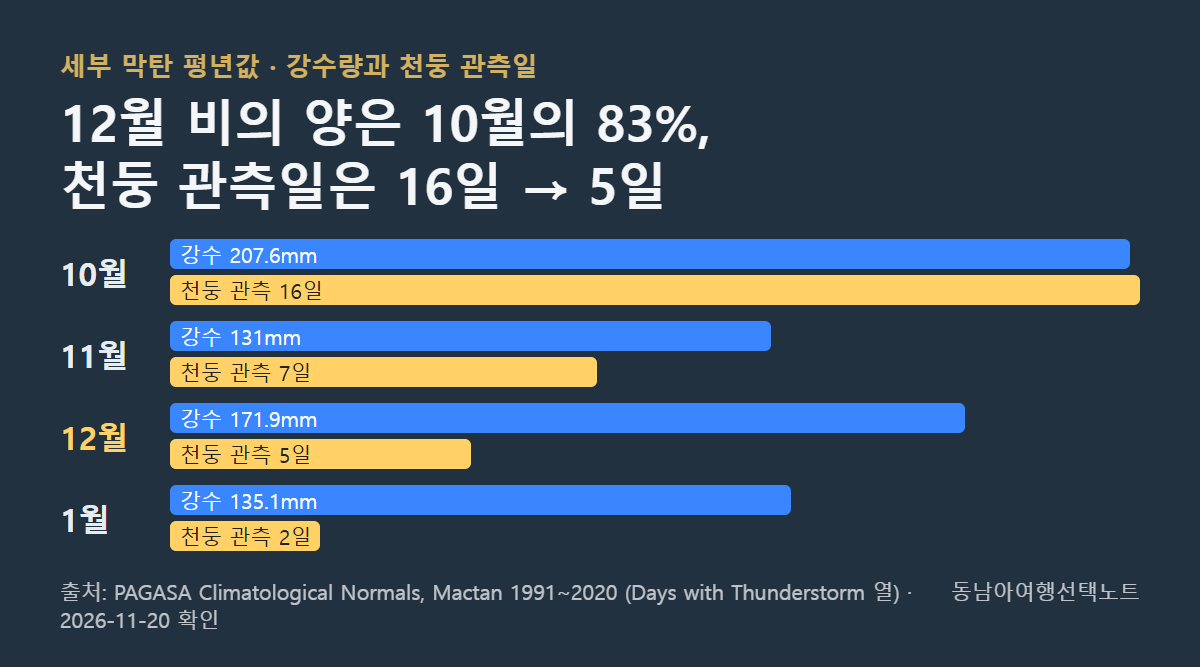 세부 막탄 평년값 · 강수량과 천둥 관측일
12월 비의 양은 10월의 83%,
천둥 관측일은 16일 → 5일
10월
강수 207.6mm
천둥 관측 16일
11월
강수 131mm
천둥 관측 7일
12월
강수 171.9mm
천둥 관측 5일
1월
강수 135.1mm
천둥 관측 2일
출처: PAGASA Climatological Normals, Mactan 1991~2020 (Days with Thunderstorm 열) ·
2026-11-20 확인
동남아여행선택노트